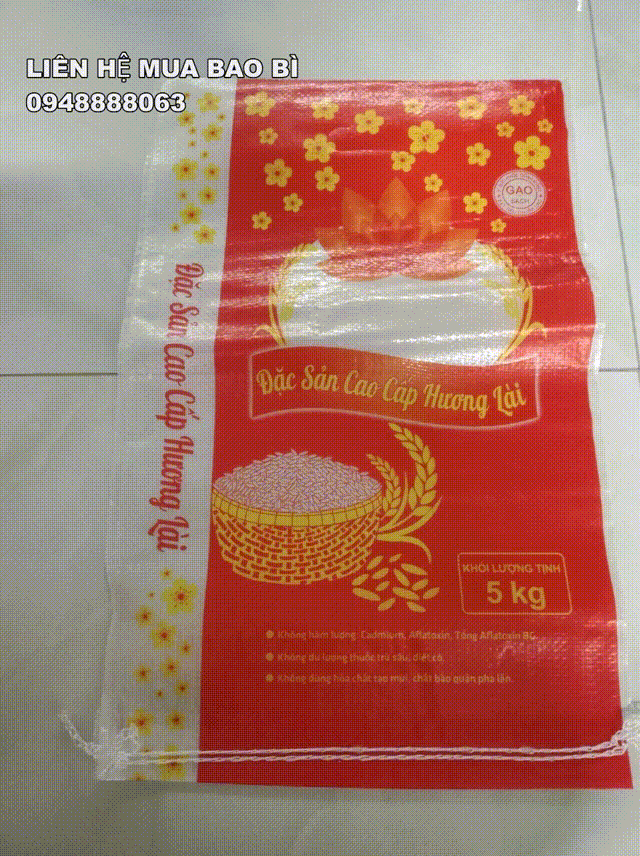 LIÊN HỆ MUA BAO BÌ
0948888063
GẠO
SẠCH
Đặc Sản Cao Cấp Hương Lài
Đặc Sản Cao Cấp Hương Lài
KHỐI LƯỢNG TỊNH
5 kg
Không hàm lượng Cadmium, Aflatoxin, Tổng Aflatoxin BG
Không dư lượng thuốc trừ sâu, diệt cỏ.
Không dùng hóa chất tạo mùi, chất bảo quản pha lẫn.